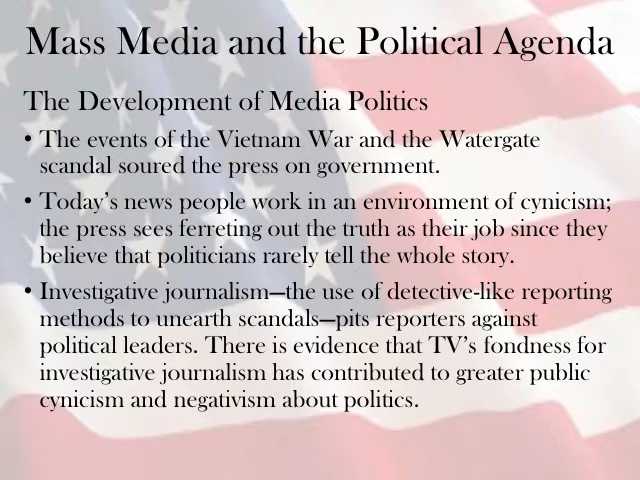 Mass Media and the Political Agenda
The Development of Media Politics
• The events of the Vietnam War and the Watergate
scandal soured the press on government.
• Today's news people work in an environment of cynicism;
the press sees ferreting out the truth as their job since they
believe that politicians rarely tell the whole story.
• Investigative journalism—the use of detective-like reporting
methods to unearth scandals—pits reporters against
political leaders. There is evidence that TV's fondness for
investigative journalism has contributed to greater public
cynicism and negativism about politics.